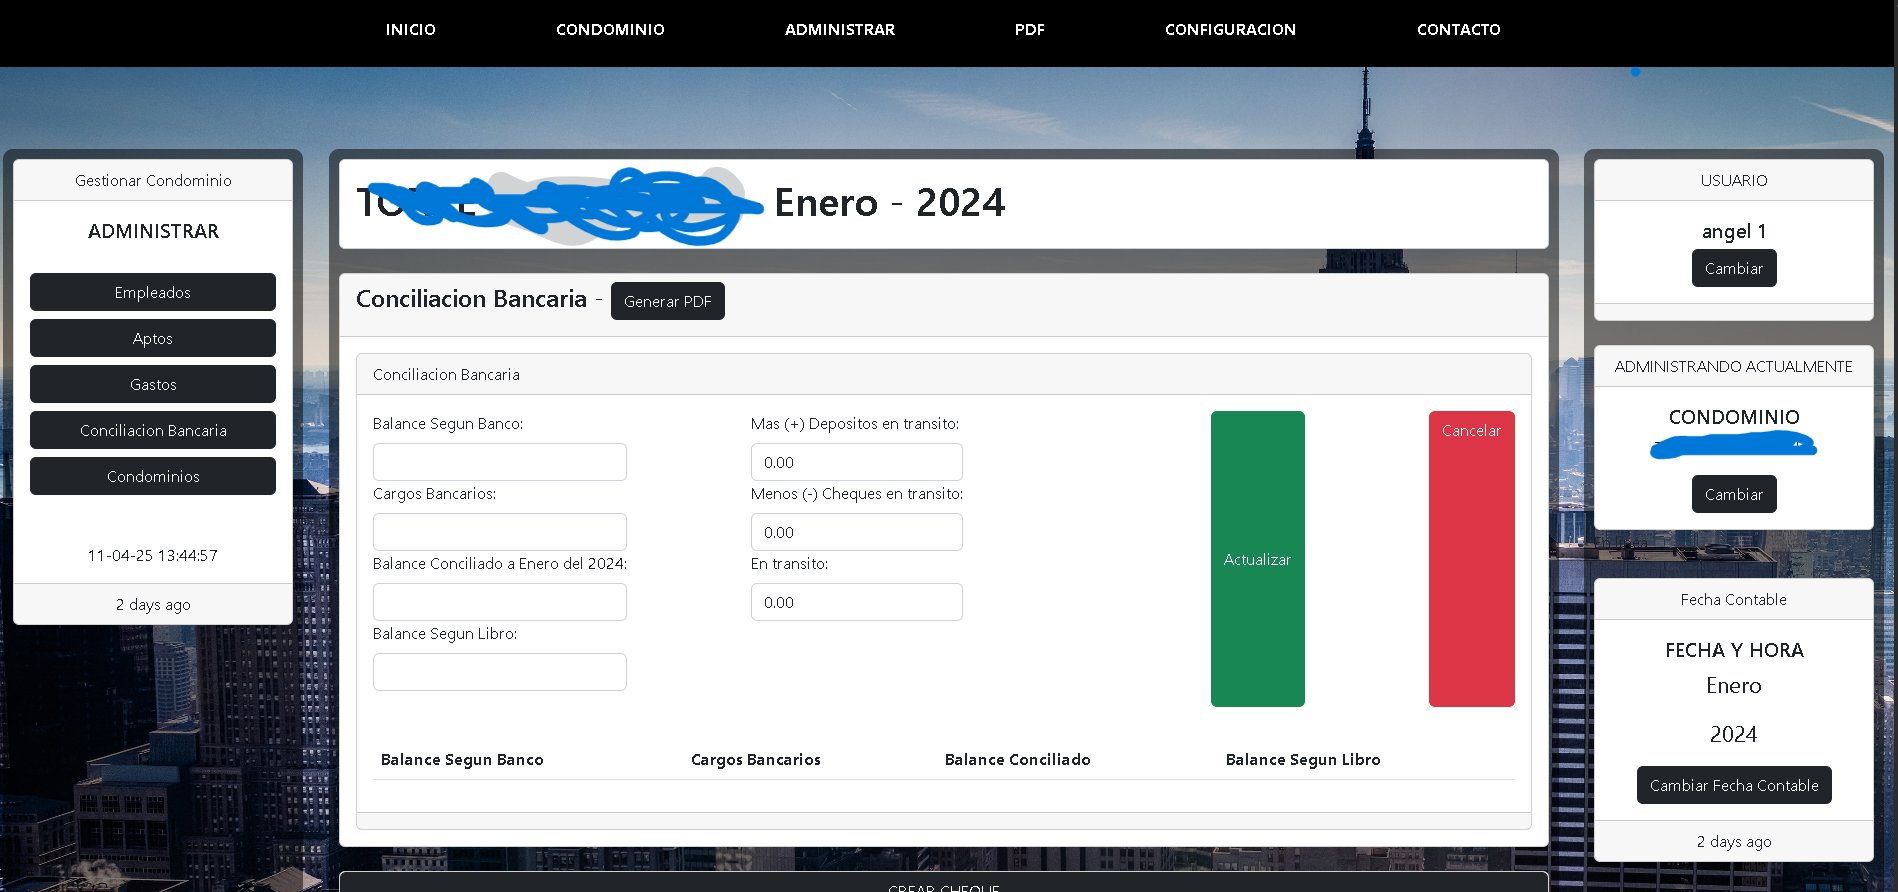 INICIO CONDOMINIO ADMINISTRAR PDF CONFIGURACION CONTACTO
Gestionar Condominio
ADMINISTRAR
Empleados
Aptos
Gastos
Conciliacion Bancaria
Condominios
11-04-25 13:44:57
2 days ago
Enero - 2024
Conciliacion Bancaria - Generar PDF
Conciliacion Bancaria
Balance Segun Banco:
Cargos Bancarios:
Balance Conciliado a Enero del 2024:
Balance Segun Libro:
Mas (+) Depositos en transito:
0.00
Menos (-) Cheques en transito:
0.00
En transito:
0.00
Actualizar
Cancelar
Balance Segun Banco Cargos Bancarios Balance Conciliado Balance Segun Libro
CREAR CHEQUE
USUARIO
angel 1
Cambiar
ADMINISTRANDO ACTUALMENTE
CONDOMINIO
Cambiar
Fecha Contable
FECHA Y HORA
Enero
2024
Cambiar Fecha Contable
2 days ago